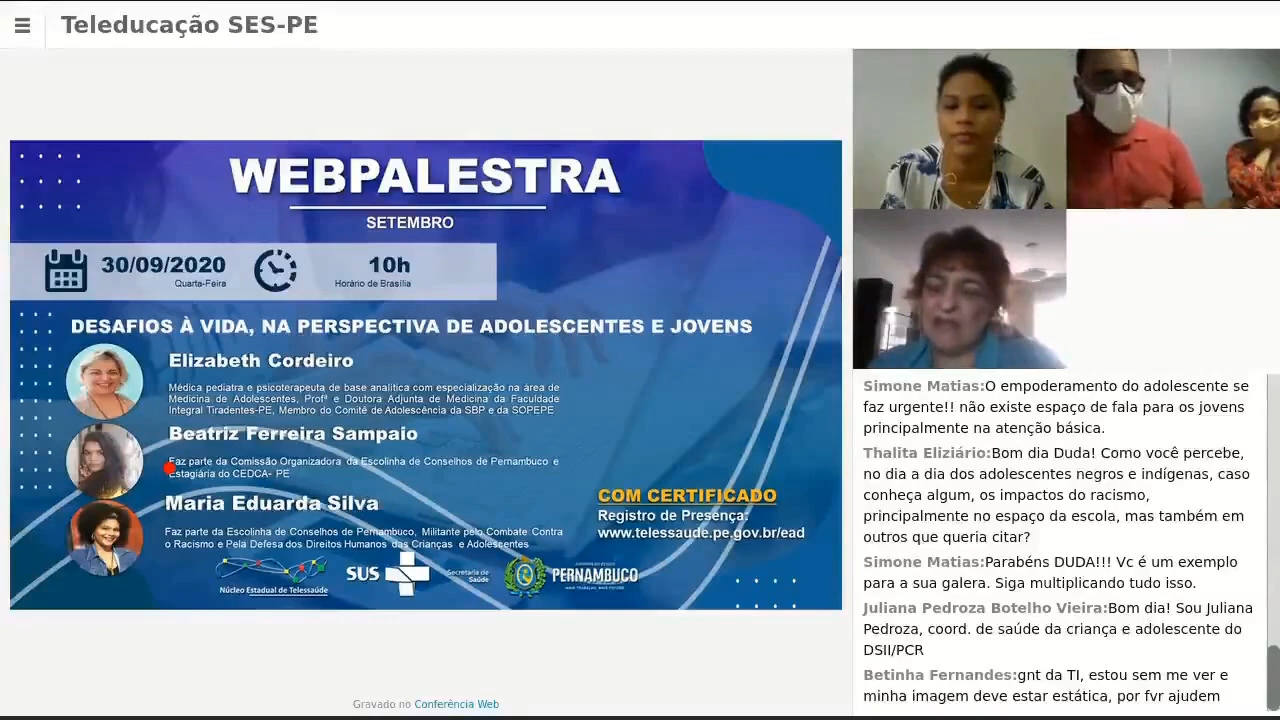 Teleducação SES-PE
WEBPALESTRA
SETEMBRO
30/09/2020
Quarta-Feira
10h
Horário de Brasília
DESAFIOS À VIDA, NA PERSPECTIVA DE ADOLESCENTES E JOVENS
Elizabeth Cordeiro
Médica pediatra e psicoterapeuta de base analítica com especialização na área de
Medicina de Adolescentes, Profª e Doutora Adjunta de Medicina da Faculdade
Integral Tiradentes-PE, Membro do Comitê de Adolescência da SBP e da SOPEPE
Beatriz Ferreira Sampaio
Faz parte da Comissão Organizadora da Escolinha de Conselhos de Pernambuco e
Estagiária do CEDCA- PE
Maria Eduarda Silva
Faz parte da Escolinha de Conselhos de Pernambuco, Militante pelo Combate Contra
o Racismo e Pela Defesa dos Direitos Humanos das Crianças e Adolescentes
COM CERTIFICADO
Registro de Presença:
www.telessaude.pe.gov.br/ead
Núcleo Estadual de Telessaúde
SUS
Secretaria de
Saúde
PERNAMBUCO
Gravado no Conferência Web
Simone Matias:O empoderamento do adolescente se
faz urgente!! não existe espaço de fala para os jovens
principalmente na atenção básica.
Thalita Eliziário:Bom dia Duda! Como você percebe,
no dia a dia dos adolescentes negros e indígenas, caso
conheça algum, os impactos do racismo,
principalmente no espaço da escola, mas também em
outros que queria citar?
Simone Matias:Parabéns DUDA!!! Vc é um exemplo
para a sua galera. Siga multiplicando tudo isso.
Juliana Pedroza Botelho Vieira:Bom dia! Sou Juliana
Pedroza, coord. de saúde da criança e adolescente do
DSII/PCR
Betinha Fernandes:gnt da TI, estou sem me ver e
minha imagem deve estar estática, por fvr ajudem